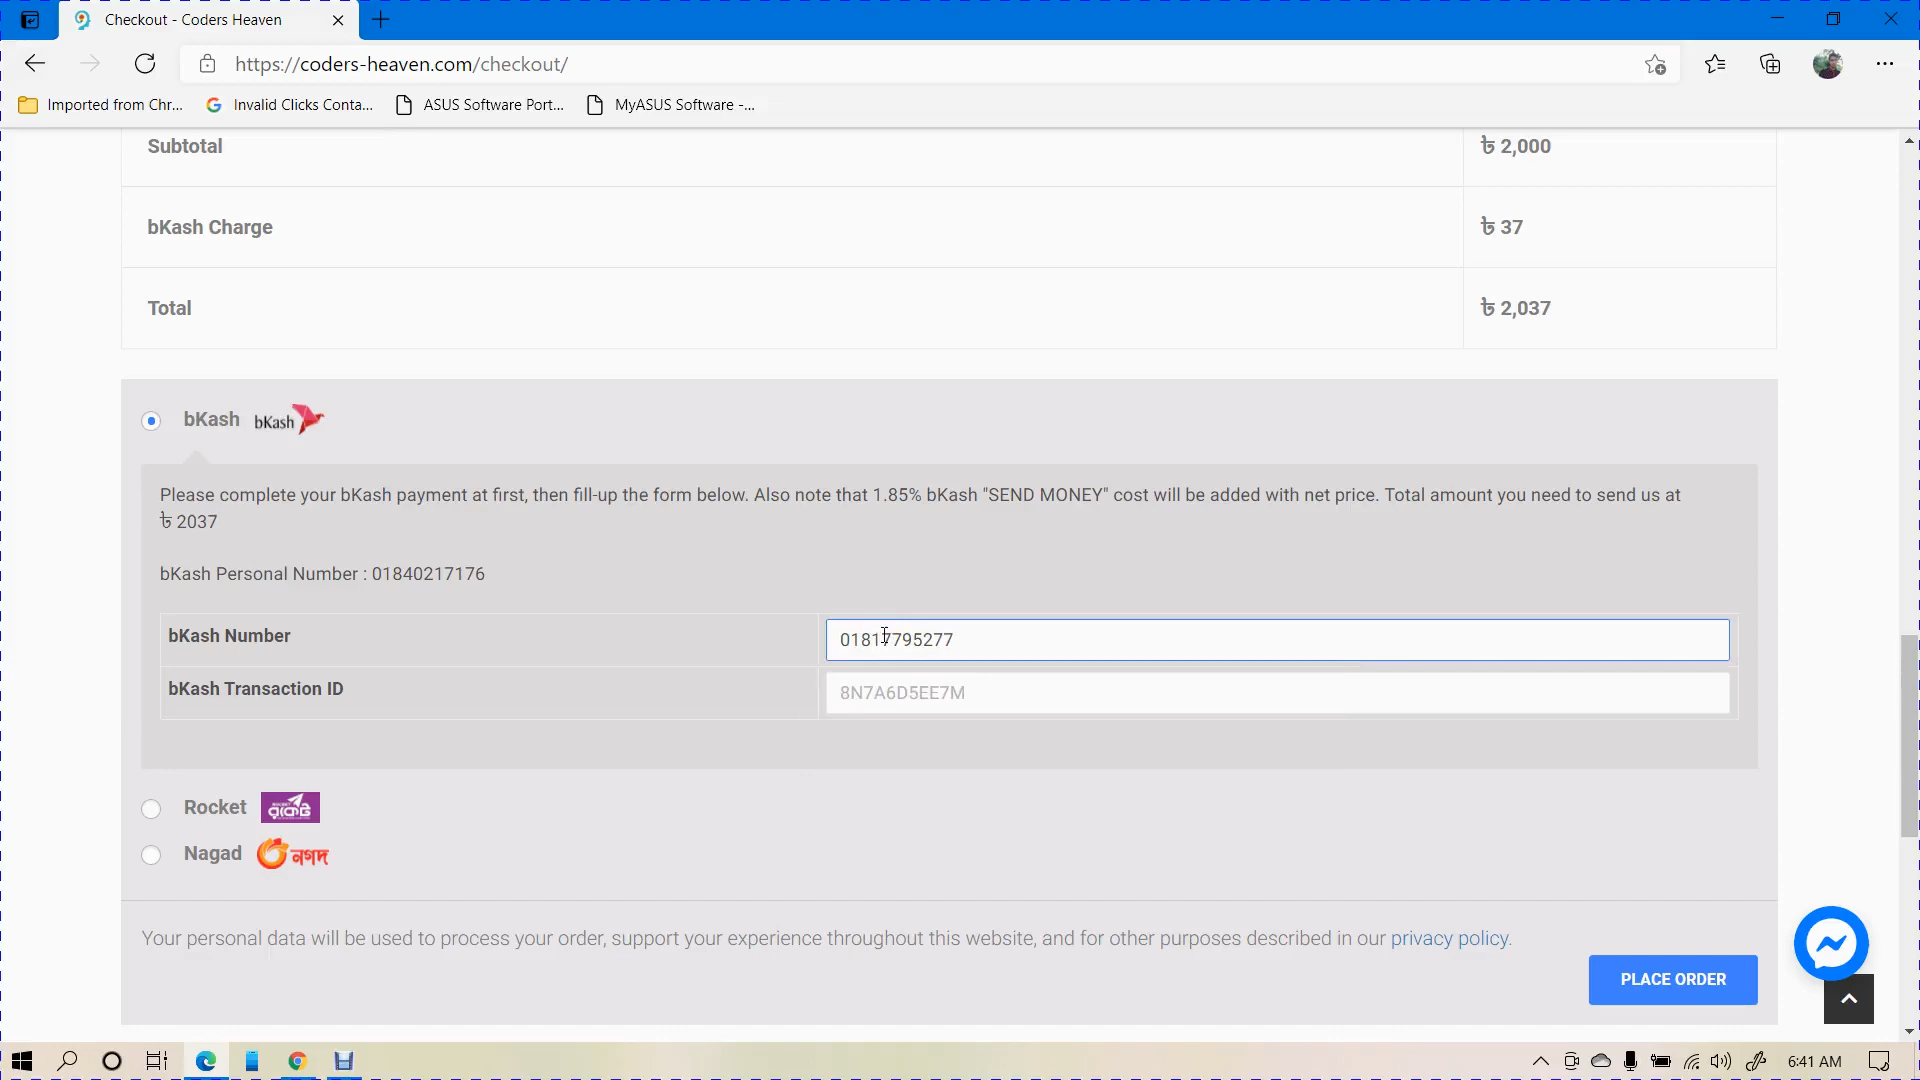 Checkout - Coders Heaven
https://coders-heaven.com/checkout/
Imported from Chr...
Invalid Clicks Conta...
ASUS Software Port...
MyASUS Software -...
Subtotal
৳ 2,000
bKash Charge
৳ 37
Total
৳ 2,037
bKash bKash
Please complete your bKash payment at first, then fill-up the form below. Also note that 1.85% bKash "SEND MONEY" cost will be added with net price. Total amount you need to send us at
৳ 2037
bKash Personal Number : 01840217176
bKash Number
01817795277
bKash Transaction ID
8N7A6D5EE7M
Rocket রকেট
Nagad নগদ
Your personal data will be used to process your order, support your experience throughout this website, and for other purposes described in our privacy policy.
PLACE ORDER
6:41 AM